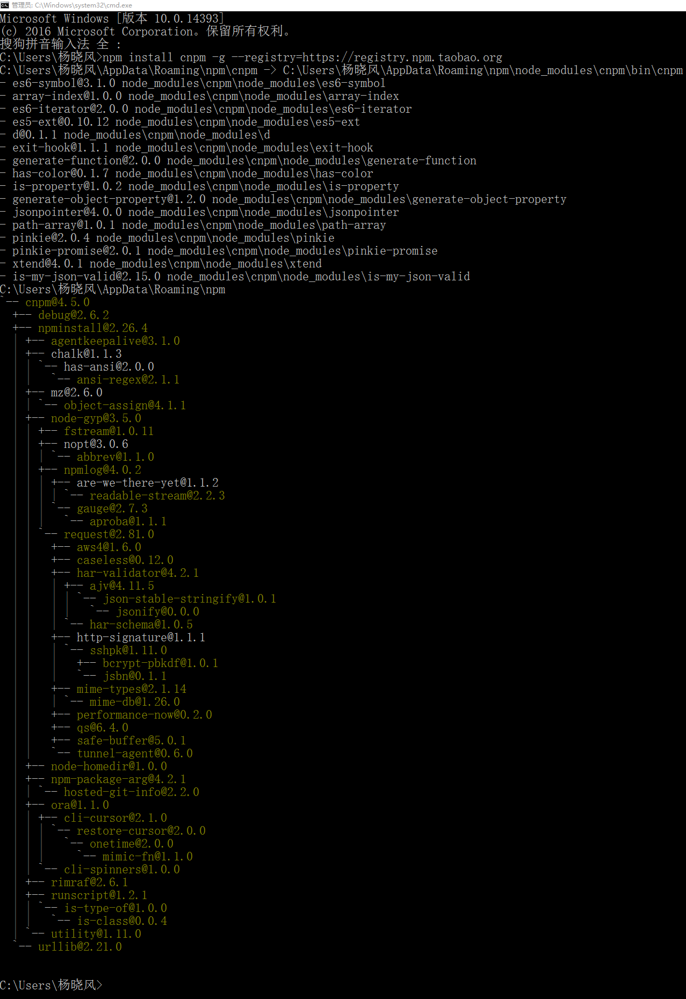 管理员: C:\Windows\system32\cmd.exe
Microsoft Windows [版本 10.0.14393]
(c) 2016 Microsoft Corporation。保留所有权利。
搜狗拼音输入法 全 :
C:\Users\杨晓风>npm install cnpm -g --registry=https://registry.npm.taobao.org
C:\Users\杨晓风\AppData\Roaming\npm\cnpm -> C:\Users\杨晓风\AppData\Roaming\npm\node_modules\cnpm\bin\cnpm
- es6-symbol@3.1.0 node_modules\cnpm\node_modules\es6-symbol
- array-index@1.0.0 node_modules\cnpm\node_modules\array-index
- es6-iterator@2.0.0 node_modules\cnpm\node_modules\es6-iterator
- es5-ext@0.10.12 node_modules\cnpm\node_modules\es5-ext
- d@0.1.1 node_modules\cnpm\node_modules\d
- exit-hook@1.1.1 node_modules\cnpm\node_modules\exit-hook
- generate-function@2.0.0 node_modules\cnpm\node_modules\generate-function
- has-color@0.1.7 node_modules\cnpm\node_modules\has-color
- is-property@1.0.2 node_modules\cnpm\node_modules\is-property
- generate-object-property@1.2.0 node_modules\cnpm\node_modules\generate-object-property
- jsonpointer@4.0.0 node_modules\cnpm\node_modules\jsonpointer
- path-array@1.0.1 node_modules\cnpm\node_modules\path-array
- pinkie@2.0.4 node_modules\cnpm\node_modules\pinkie
- pinkie-promise@2.0.1 node_modules\cnpm\node_modules\pinkie-promise
- xtend@4.0.1 node_modules\cnpm\node_modules\xtend
- is-my-json-valid@2.15.0 node_modules\cnpm\node_modules\is-my-json-valid
C:\Users\杨晓风\AppData\Roaming\npm
`-- cnpm@4.5.0
  +-- debug@2.6.2
  +-- npminstall@2.26.4
  | +-- agentkeepalive@3.1.0
  | +-- chalk@1.1.3
  | | `-- has-ansi@2.0.0
  | |   `-- ansi-regex@2.1.1
  | +-- mz@2.6.0
  | | `-- object-assign@4.1.1
  | +-- node-gyp@3.5.0
  | | +-- fstream@1.0.11
  | | +-- nopt@3.0.6
  | | | `-- abbrev@1.1.0
  | | +-- npmlog@4.0.2
  | | | +-- are-we-there-yet@1.1.2
  | | | | `-- readable-stream@2.2.3
  | | | `-- gauge@2.7.3
  | | |   `-- aproba@1.1.1
  | | `-- request@2.81.0
  | |   +-- aws4@1.6.0
  | |   +-- caseless@0.12.0
  | |   +-- har-validator@4.2.1
  | |   | +-- ajv@4.11.5
  | |   | | `-- json-stable-stringify@1.0.1
  | |   | |   `-- jsonify@0.0.0
  | |   | `-- har-schema@1.0.5
  | |   +-- http-signature@1.1.1
  | |   | `-- sshpk@1.11.0
  | |   |   +-- bcrypt-pbkdf@1.0.1
  | |   |   `-- jsbn@0.1.1
  | |   +-- mime-types@2.1.14
  | |   | `-- mime-db@1.26.0
  | |   +-- performance-now@0.2.0
  | |   +-- qs@6.4.0
  | |   +-- safe-buffer@5.0.1
  | |   `-- tunnel-agent@0.6.0
  | +-- node-homedir@1.0.0
  | +-- npm-package-arg@4.2.1
  | | `-- hosted-git-info@2.2.0
  | +-- ora@1.1.0
  | | +-- cli-cursor@2.1.0
  | | | `-- restore-cursor@2.0.0
  | | |   `-- onetime@2.0.0
  | | |     `-- mimic-fn@1.1.0
  | | `-- cli-spinners@1.0.0
  | +-- rimraf@2.6.1
  | +-- runscript@1.2.1
  | | `-- is-type-of@1.0.0
  | |   `-- is-class@0.0.4
  | `-- utility@1.11.0
  `-- urllib@2.21.0
C:\Users\杨晓风>